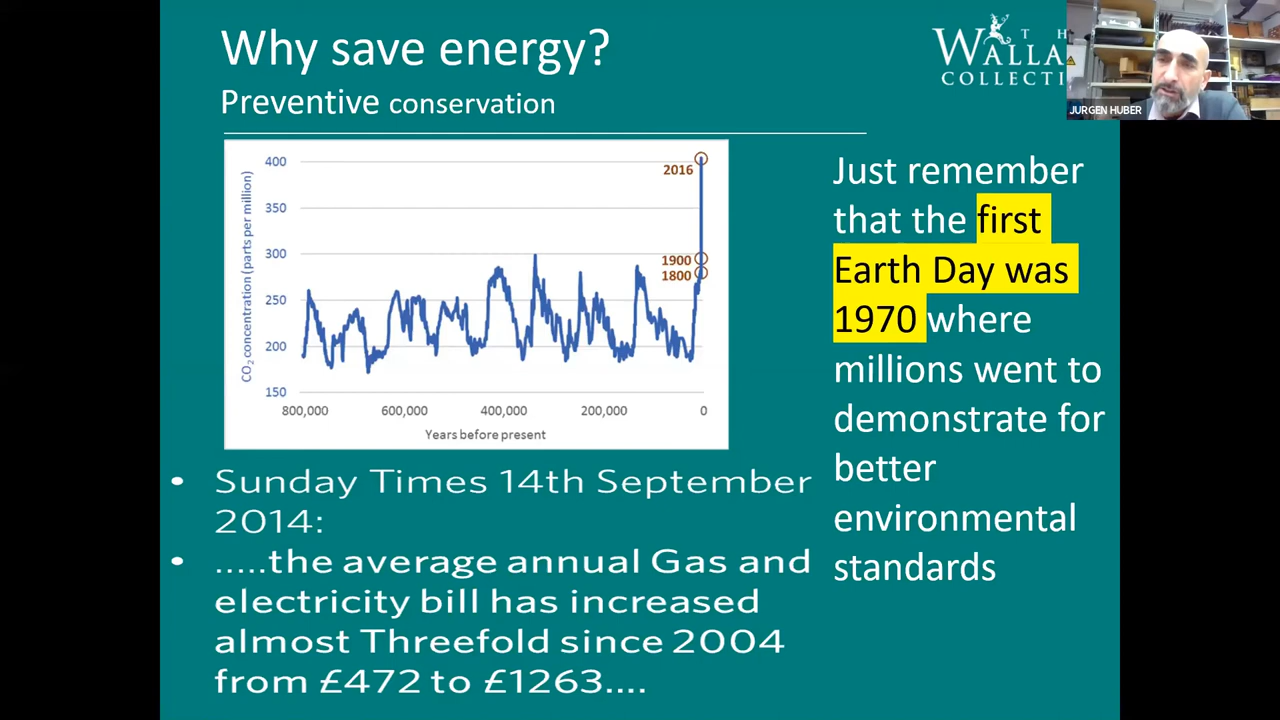 Why save energy?
Preventive conservation
THE
WALLA
COLLECTI
JURGEN HUBER
CO2 concentration (parts per million)
400
350
300
250
200
150
2016
1900
1800
800,000 600,000 400,000 200,000 0
Years before present
Just remember
that the first
Earth Day was
1970 where
millions went to
demonstrate for
better
environmental
standards
• Sunday Times 14th September
2014:
• .....the average annual Gas and
electricity bill has increased
almost Threefold since 2004
from £472 to £1263....